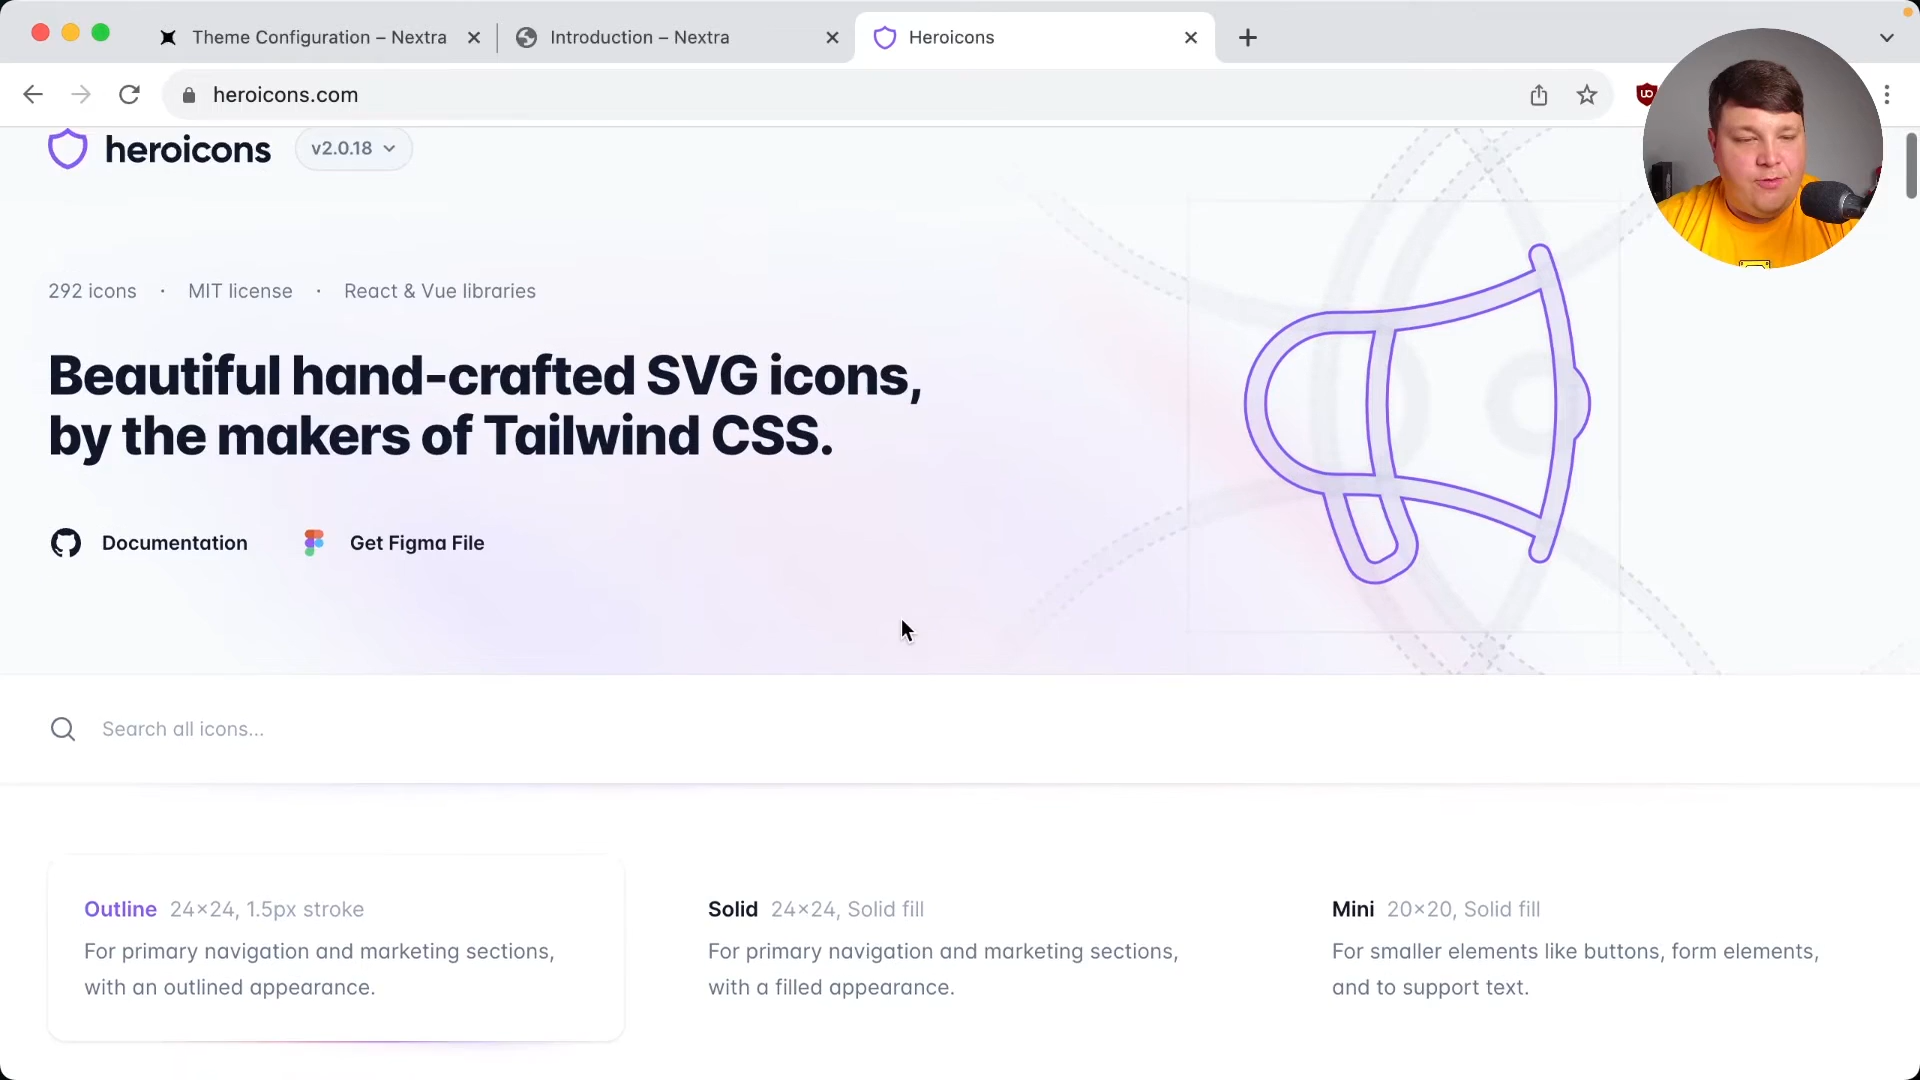 Theme Configuration – Nextra
Introduction – Nextra
Heroicons
heroicons.com
heroicons
v2.0.18
292 icons · MIT license · React & Vue libraries
Beautiful hand-crafted SVG icons,
by the makers of Tailwind CSS.
Documentation
Get Figma File
Search all icons...
Outline 24×24, 1.5px stroke
For primary navigation and marketing sections,
with an outlined appearance.
Solid 24×24, Solid fill
For primary navigation and marketing sections,
with a filled appearance.
Mini 20×20, Solid fill
For smaller elements like buttons, form elements,
and to support text.